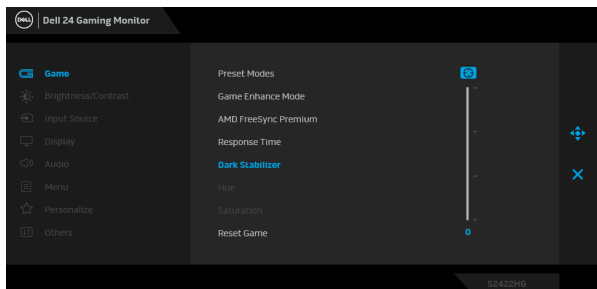 DELL Dell 24 Gaming Monitor
Game
Brightness/Contrast
Input Source
Display
Audio
Menu
Personalize
Others
Preset Modes
Game Enhance Mode
AMD FreeSync Premium
Response Time
Dark Stabilizer
Hue
Saturation
Reset Game
0
S2422HG